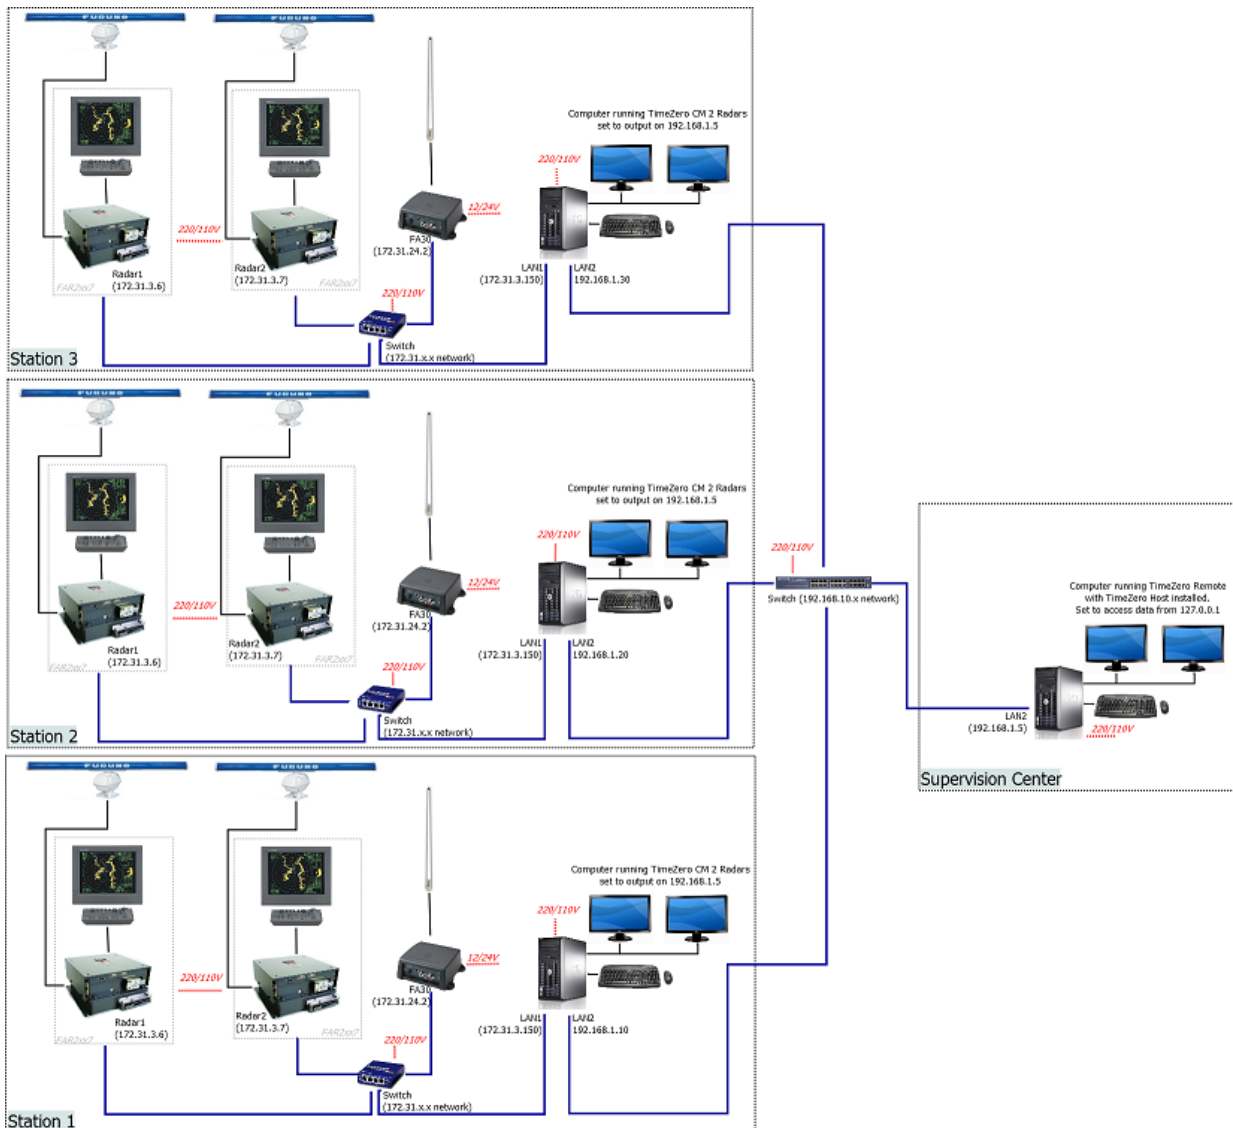 FURUNO
FURUNO
Computer running TimeZero CM 2 Radars
set to output on 192.168.1.5
220/110V
12/24V
220/110V
FA30
(172.31.24.2)
Radar1
(172.31.3.6)
FAR2xx7
Radar2
(172.31.3.7)
FAR2xx7
220/110V
LAN1
(172.31.3.150)
LAN2
192.168.1.30
Switch
(172.31.x.x network)
Station 3
FURUNO
FURUNO
Computer running TimeZero CM 2 Radars
set to output on 192.168.1.5
220/110V
12/24V
220/110V
FA30
(172.31.24.2)
Radar1
(172.31.3.6)
FAR2xx7
Radar2
(172.31.3.7)
FAR2xx7
220/110V
LAN1
(172.31.3.150)
LAN2
192.168.1.20
Switch
(172.31.x.x network)
Station 2
220/110V
Switch (192.168.10.x network)
Computer running TimeZero Remote
with TimeZero Host installed.
Set to access data from 127.0.0.1
LAN2
(192.168.1.5)
220/110V
Supervision Center
FURUNO
FURUNO
Computer running TimeZero CM 2 Radars
set to output on 192.168.1.5
220/110V
12/24V
220/110V
FA30
(172.31.24.2)
Radar1
(172.31.3.6)
FAR2xx7
Radar2
(172.31.3.7)
FAR2xx7
220/110V
LAN1
(172.31.3.150)
LAN2
192.168.1.10
Switch
(172.31.x.x network)
Station 1